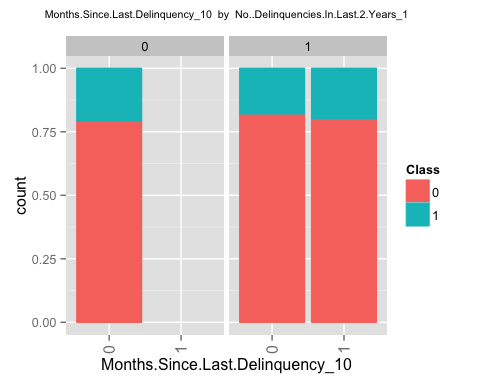 Months.Since.Last.Delinquency_10 by No..Delinquencies.In.Last.2.Years_1
0 1
1.00
0.75
0.50
0.25
0.00
count
0 1 0 1
Months.Since.Last.Delinquency_10
Class
0
1